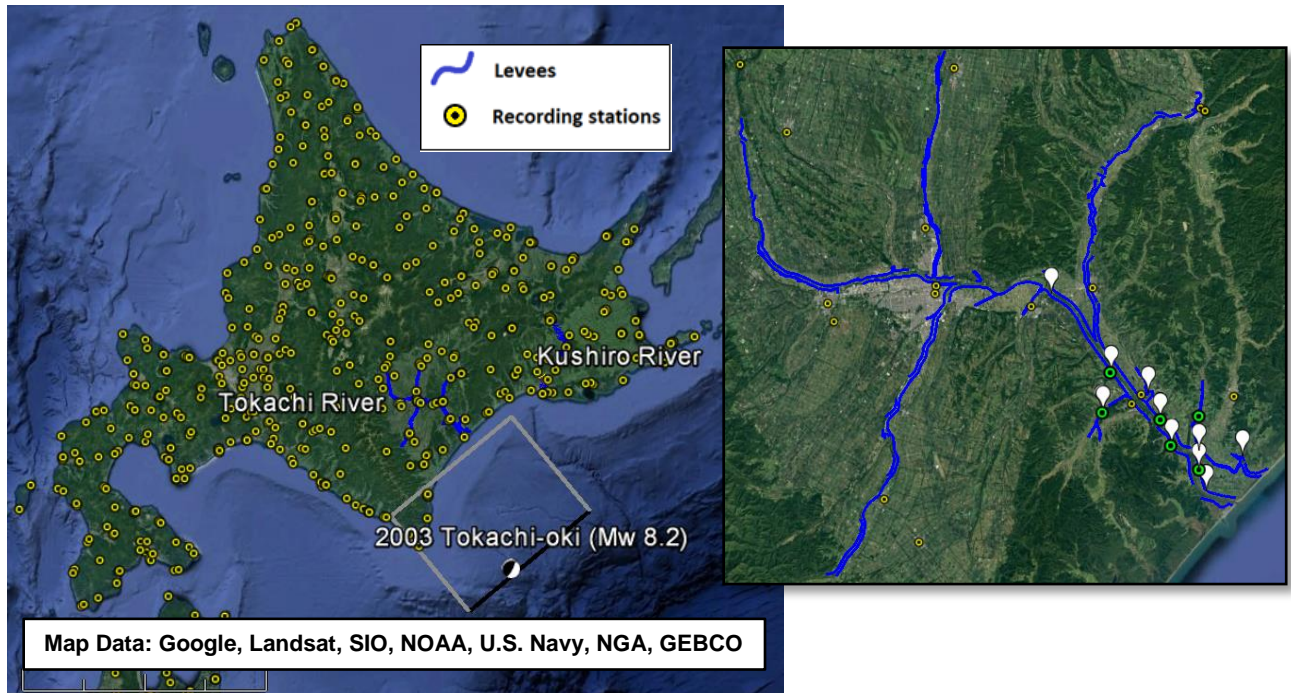 Levees
Recording stations
Kushiro River
Tokachi River
2003 Tokachi-oki (Mw 8.2)
Map Data: Google, Landsat, SIO, NOAA, U.S. Navy, NGA, GEBCO